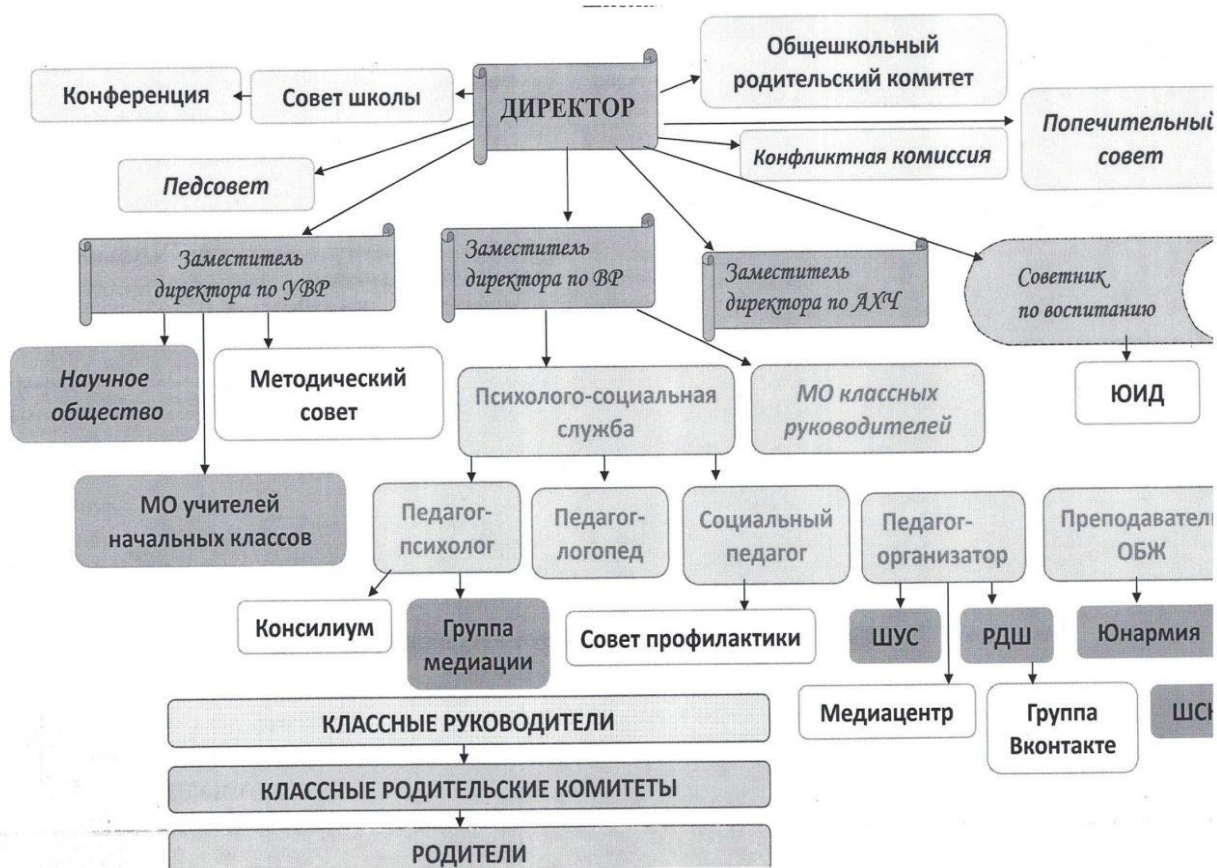 Общешкольный
родительский комитет
Конференция
Совет школы
ДИРЕКТОР
Попечительный
совет
Конфликтная комиссия
Педсовет
Заместитель
директора по УВР
Заместитель
директора по ВР
Заместитель
директора по АХЧ
Советник
по воспитанию
Научное
общество
Методический
совет
Психолого-социальная
служба
МО классных
руководителей
ЮИД
МО учителей
начальных классов
Педагог-
психолог
Педагог-
логопед
Социальный
педагог
Педагог-
организатор
Преподаватель
ОБЖ
Консилиум
Группа
медиации
Совет профилактики
ШУС
РДШ
Юнармия
Медиацентр
Группа
Вконтакте
КЛАССНЫЕ РУКОВОДИТЕЛИ
КЛАССНЫЕ РОДИТЕЛЬСКИЕ КОМИТЕТЫ
РОДИТЕЛИ